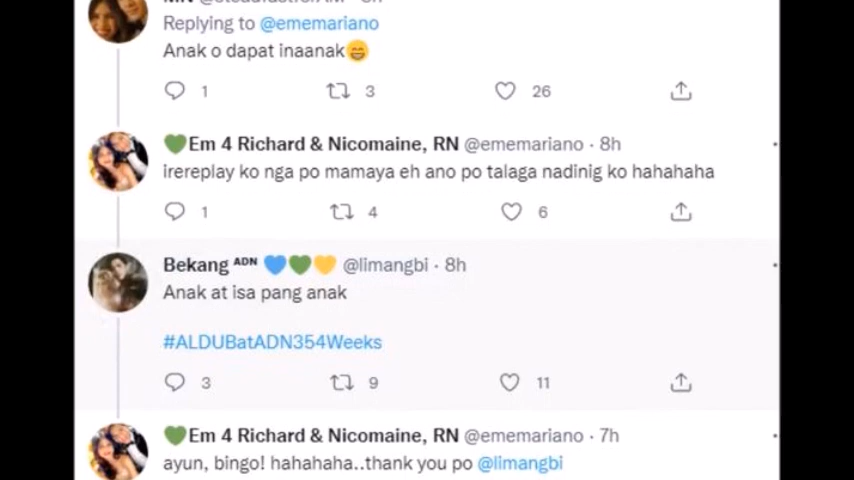 Replying to @ememariano
Anak o dapat inaanak😄
1 3 26
💚Em 4 Richard & Nicomaine, RN @ememariano · 8h
irereplay ko nga po mamaya eh ano po talaga nadinig ko hahahaha
1 4 6
Bekang ᴬᴰᴺ 💙💚💛 @limangbi · 8h
Anak at isa pang anak
#ALDUBatADN354Weeks
3 9 11
💚Em 4 Richard & Nicomaine, RN @ememariano · 7h
ayun, bingo! hahahaha..thank you po @limangbi